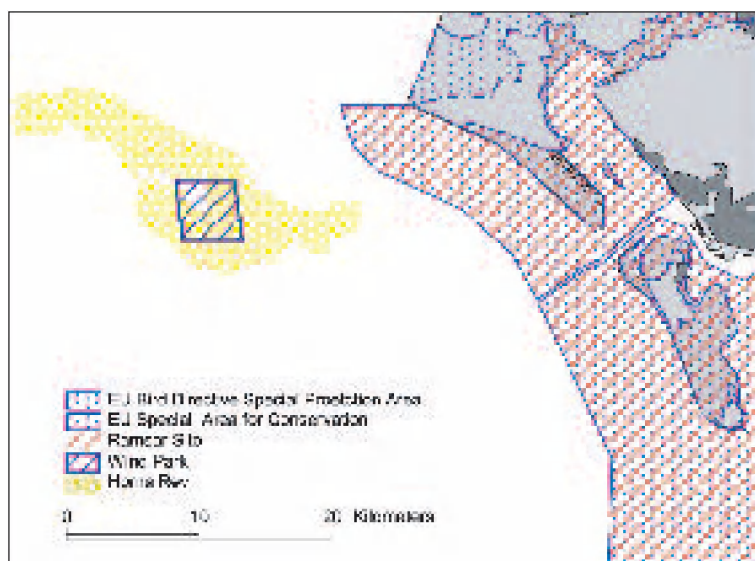 EU Bird Directive Special Protection Area
EU Special Area for Conservation
Ramsar Site
Wind Park
Horns Rev
0 10 20 Kilometers